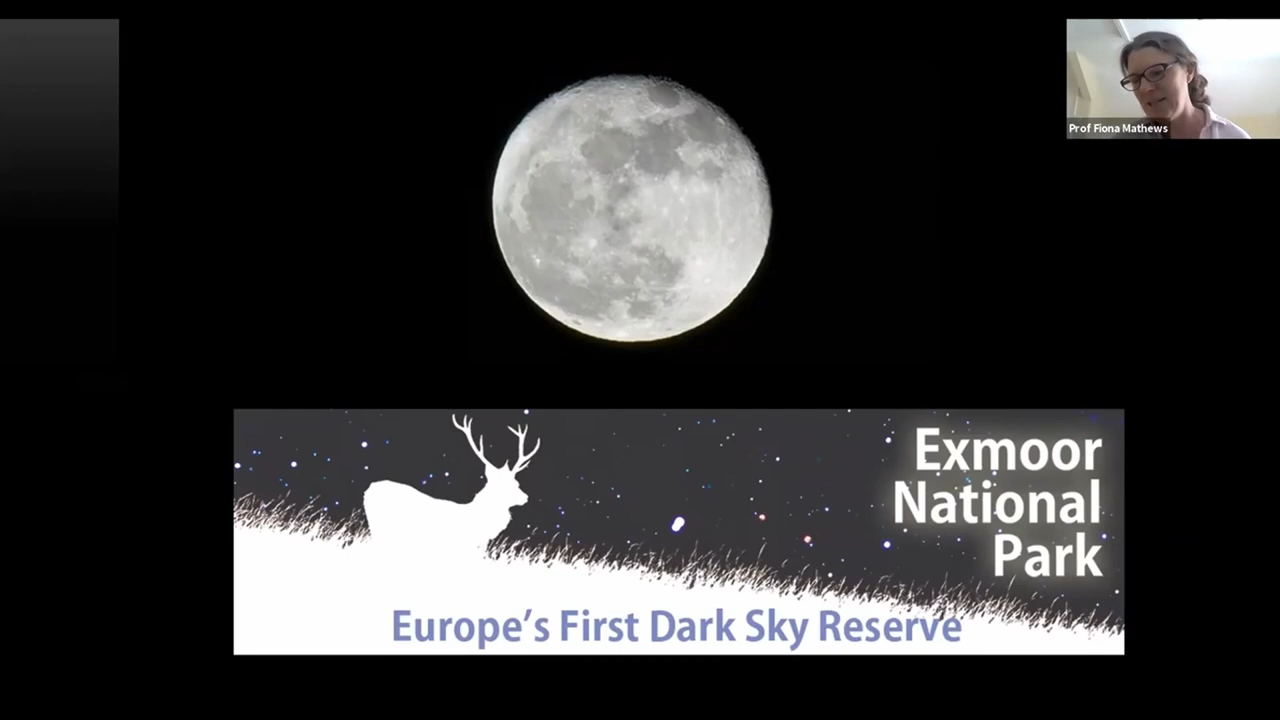 Prof Fiona Mathews
Exmoor
National
Park
Europe's First Dark Sky Reserve